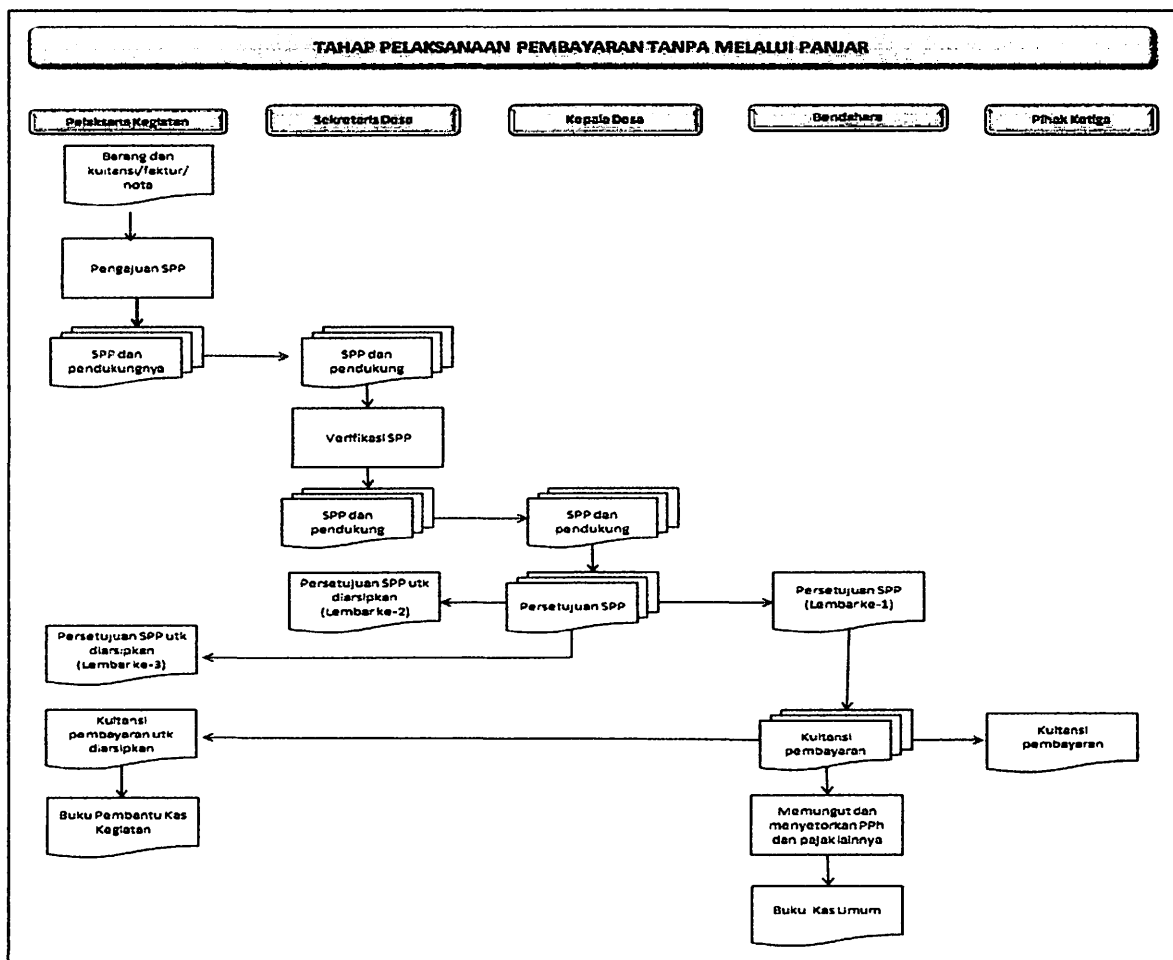 TAHAP PELAKSANAAN PEMBAYARAN TANPA MELALUI PANJAR
Pelaksana Kegiatan
Sekretaris Desa
Kepala Desa
Bendahara
Pihak Ketiga
Barang dan
kuitansi/faktur/
nota
Pengajuan SPP
SPP dan
pendukungnya
SPP dan
pendukung
Verifikasi SPP
SPP dan
pendukung
SPP dan
pendukung
Persetujuan SPP utk
diarsipkan
(Lembar ke-2)
Persetujuan SPP
Persetujuan SPP
(Lembar ke-1)
Persetujuan SPP utk
diarsipkan
(Lembar ke-3)
Kuitansi
pembayaran utk
diarsipkan
Kuitansi
pembayaran
Kuitansi
pembayaran
Buku Pembantu Kas
Kegiatan
Memungut dan
menyetorkan PPh
dan pajak lainnya
Buku Kas Umum